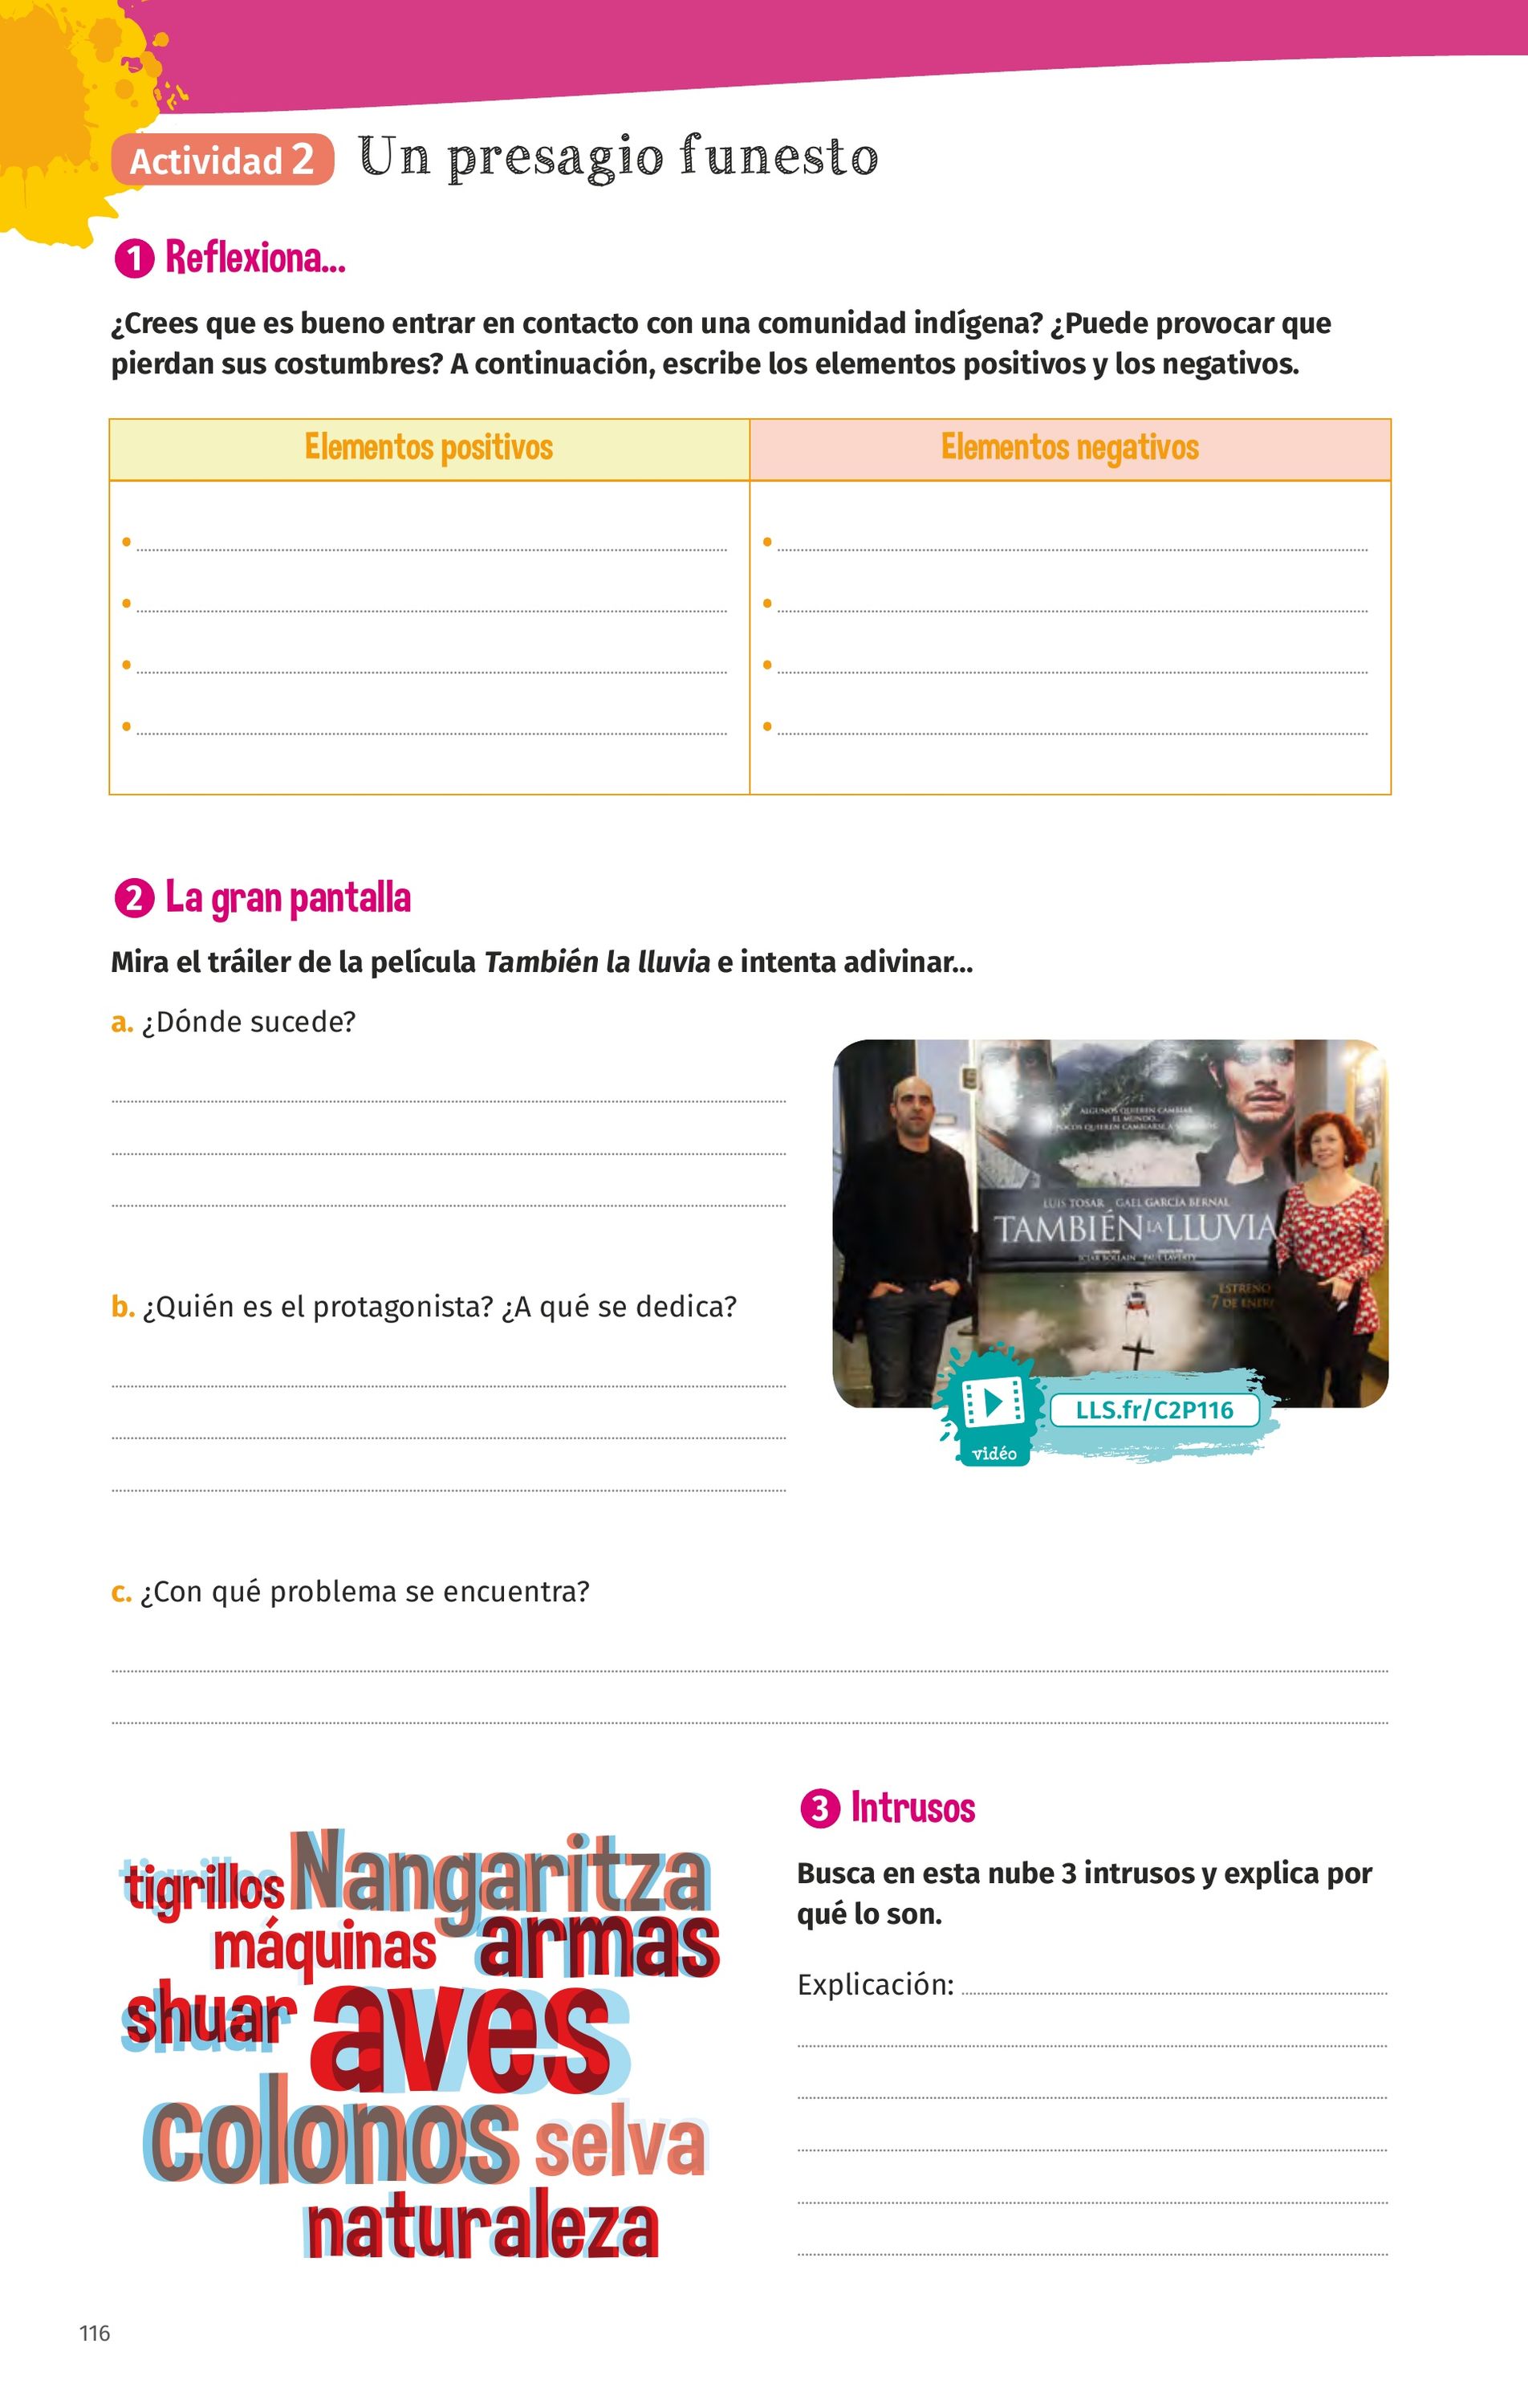 Actividad 2 Un presagio funesto
1 Reflexiona...
¿Crees que es bueno entrar en contacto con una comunidad indígena? ¿Puede provocar que
pierdan sus costumbres? A continuación, escribe los elementos positivos y los negativos.
Elementos positivos
Elementos negativos
2 La gran pantalla
Mira el tráiler de la película También la lluvia e intenta adivinar...
a. ¿Dónde sucede?
b. ¿Quién es el protagonista? ¿A qué se dedica?
ALGUNOS QUIEREN CAMBIAR
EL MUNDO...
POCOS QUIEREN CAMBIARSE A
LUIS TOSAR GAEL GARCÍA BERNAL
TAMBIÉN LA LLUVIA
ICIAR BOLLAIN PAUL LAVERTY
ESTRENO
7 DE ENERO
vidéo
LLS.fr/C2P116
c. ¿Con qué problema se encuentra?
tigrillos Nangaritza
máquinas armas
shuar aves
colonos selva
naturaleza
3 Intrusos
Busca en esta nube 3 intrusos y explica por
qué lo son.
Explicación:
116